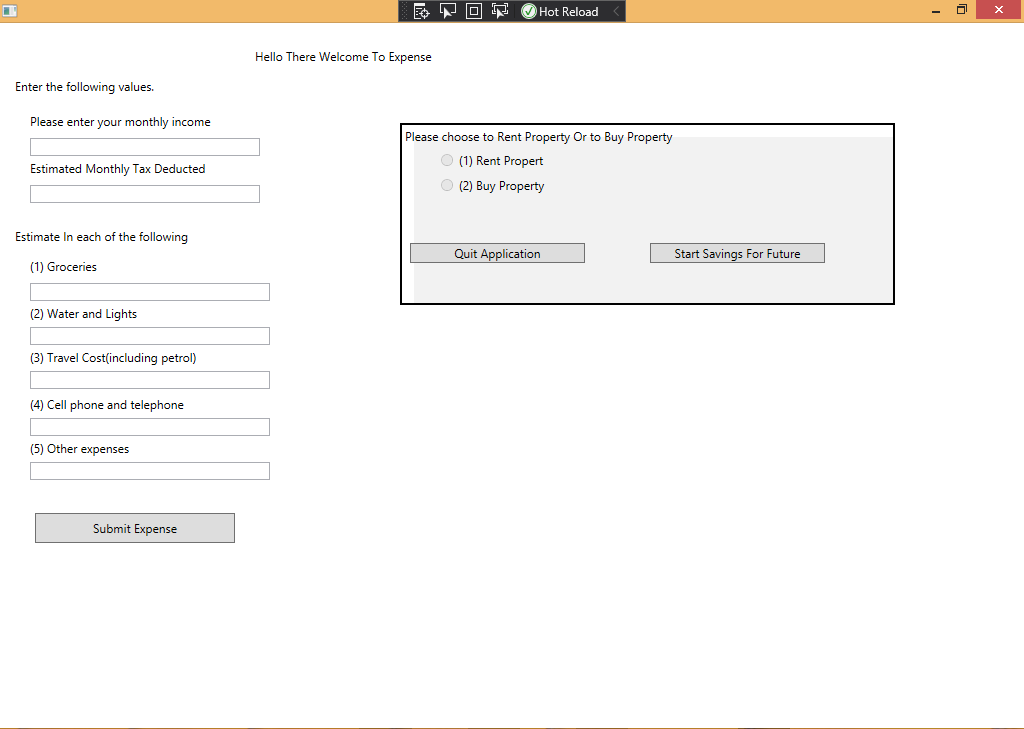 Hot Reload
Hello There Welcome To Expense
Enter the following values.
Please enter your monthly income
Estimated Monthly Tax Deducted
Estimate In each of the following
(1) Groceries
(2) Water and Lights
(3) Travel Cost(including petrol)
(4) Cell phone and telephone
(5) Other expenses
Submit Expense
Please choose to Rent Property Or to Buy Property
(1) Rent Propert
(2) Buy Property
Quit Application
Start Savings For Future